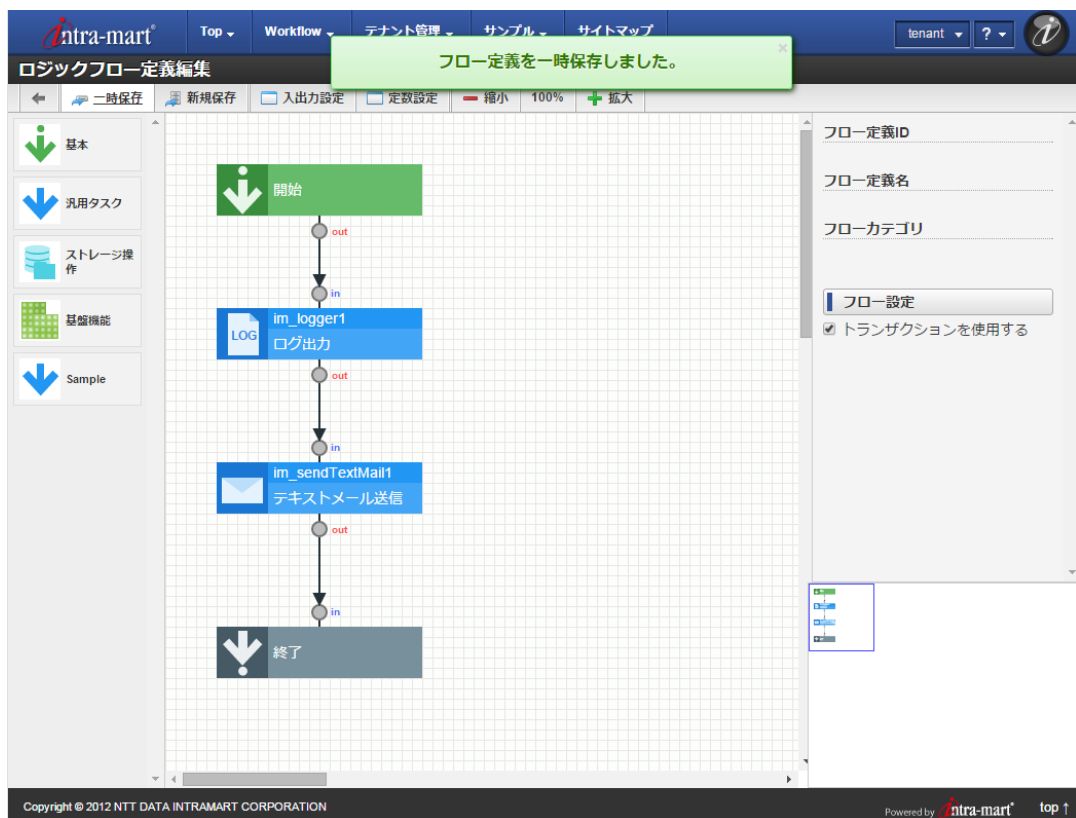 intra-mart®
Top
Workflow
テナント管理
サンプル
サイトマップ
tenant
?
フロー定義を一時保存しました。
×
ロジックフロー定義編集
一時保存
新規保存
入出力設定
定数設定
縮小
100%
拡大
基本
汎用タスク
ストレージ操
作
基盤機能
Sample
開始
out
in
LOG
im_logger1
ログ出力
out
in
im_sendTextMail1
テキストメール送信
out
in
終了
フロー定義ID
フロー定義名
フローカテゴリ
フロー設定
トランザクションを使用する
Copyright © 2012 NTT DATA INTRAMART CORPORATION
Powered by intra-mart®
top ↑